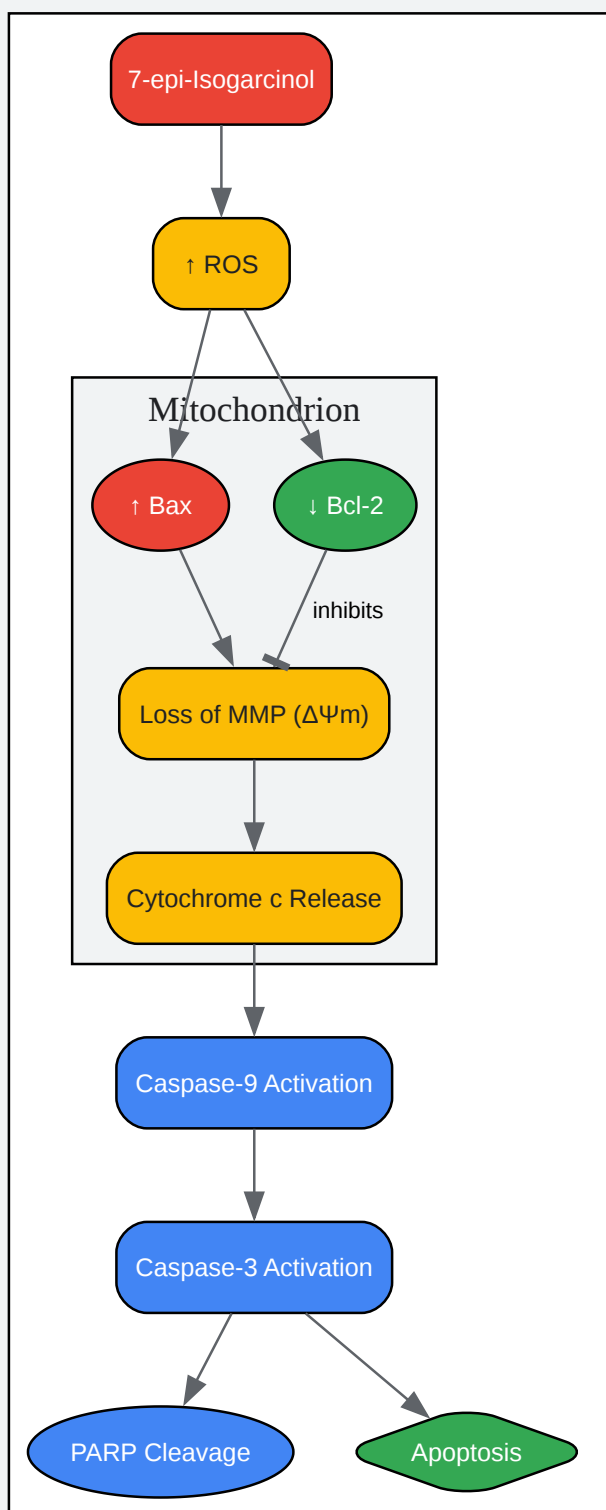 7-epi-Isogarcinol
↑ ROS
Mitochondrion
↑ Bax
↓ Bcl-2
inhibits
Loss of MMP (ΔΨm)
Cytochrome c Release
Caspase-9 Activation
Caspase-3 Activation
PARP Cleavage
Apoptosis